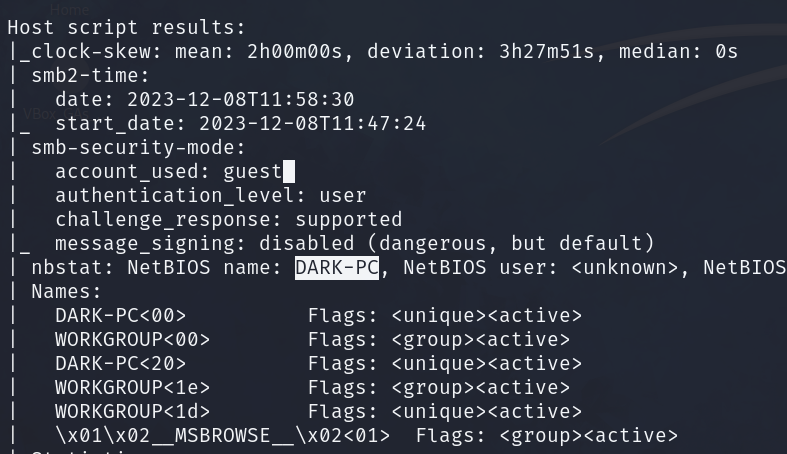 Home
Host script results:
|_clock-skew: mean: 2h00m00s, deviation: 3h27m51s, median: 0s
| smb2-time:
|   date: 2023-12-08T11:58:30
|_  start_date: 2023-12-08T11:47:24
| smb-security-mode:
|   account_used: guest
|   authentication_level: user
|   challenge_response: supported
|_  message_signing: disabled (dangerous, but default)
| nbstat: NetBIOS name: DARK-PC, NetBIOS user: <unknown>, NetBIOS
| Names:
|   DARK-PC<00>          Flags: <unique><active>
|   WORKGROUP<00>        Flags: <group><active>
|   DARK-PC<20>          Flags: <unique><active>
|   WORKGROUP<1e>        Flags: <group><active>
|   WORKGROUP<1d>        Flags: <unique><active>
|   \x01\x02__MSBROWSE__\x02<01>  Flags: <group><active>